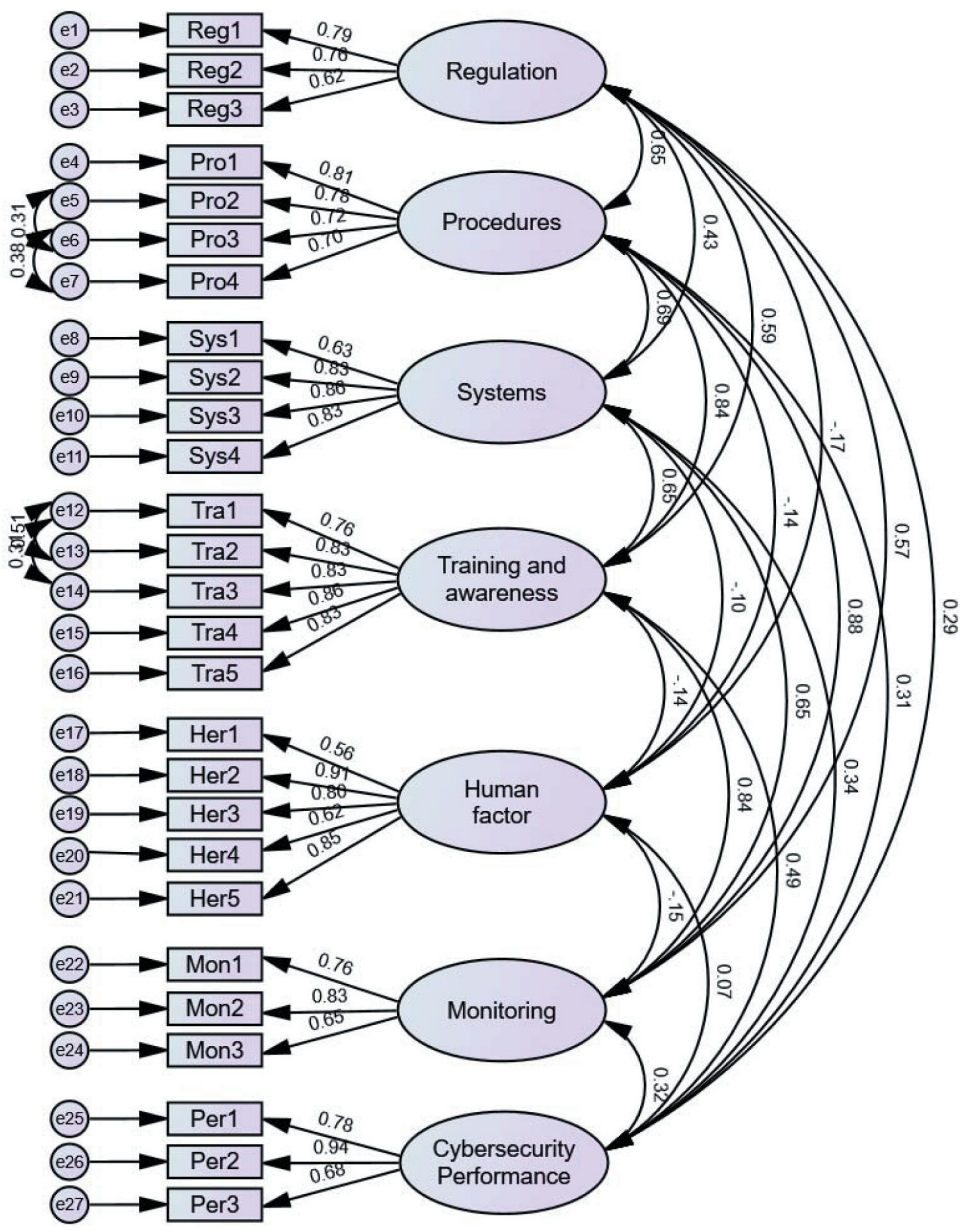 e1 Reg1 0.79
e2 Reg2 0.76 Regulation
e3 Reg3 0.62
0.65
e4 Pro1 0.81
e5 Pro2 0.78
0.31
e6 Pro3 0.72 Procedures
0.38
e7 Pro4 0.70
0.43
0.69
0.59
e8 Sys1 0.63
e9 Sys2 0.83 Systems
e10 Sys3 0.86
e11 Sys4 0.83
0.84
-.17
0.65
-.14
e12 Tra1 0.76
e13 Tra2 0.83 Training and
e14 Tra3 0.83 awareness
e15 Tra4 0.86
e16 Tra5 0.83
0.57
-.10
0.88
0.29
-.14
0.65
0.31
e17 Her1 0.56
e18 Her2 0.91 Human
e19 Her3 0.80 factor
e20 Her4 0.62
e21 Her5 0.85
0.84
0.34
0.49
-.15
e22 Mon1 0.76
e23 Mon2 0.83 Monitoring
e24 Mon3 0.65
0.07
0.32
e25 Per1 0.78
e26 Per2 0.94 Cybersecurity
Performance
e27 Per3 0.68